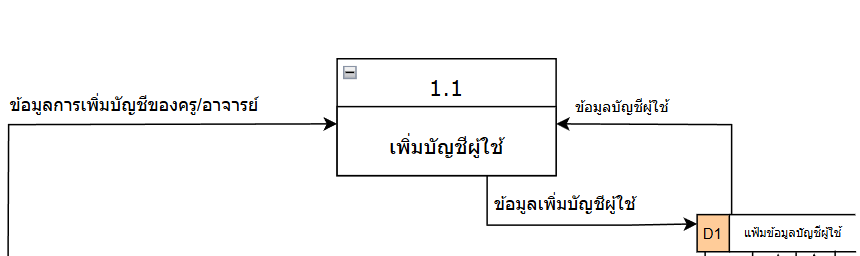 1.1
ข้อมูลการเพิ่มบัญชีของครู/อาจารย์
ข้อมูลบัญชีผู้ใช้
เพิ่มบัญชีผู้ใช้
ข้อมูลเพิ่มบัญชีผู้ใช้
D1
แฟ้มข้อมูลบัญชีผู้ใช้